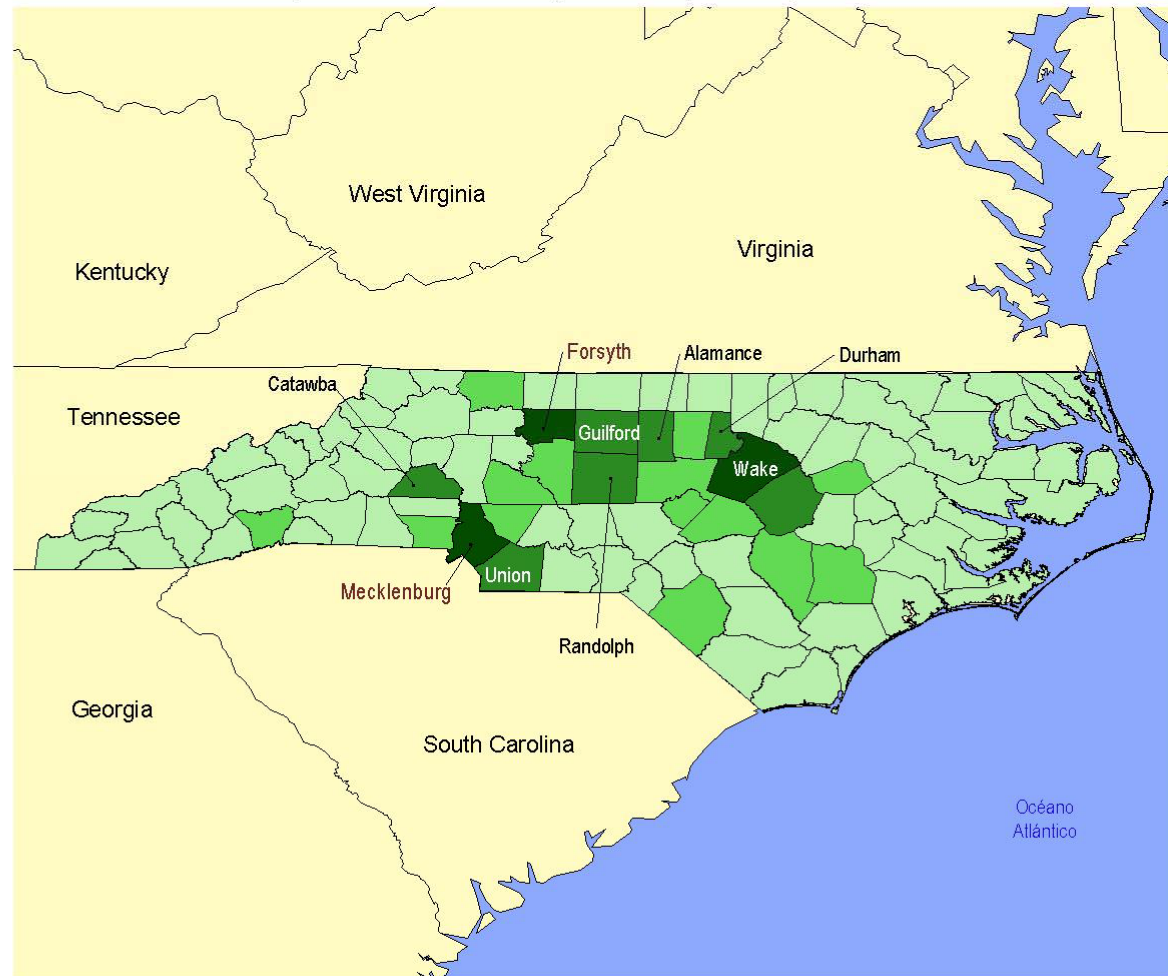 West Virginia
Virginia
Kentucky
Forsyth
Alamance
Durham
Catawba
Tennessee
Guilford
Wake
Union
Mecklenburg
Randolph
Georgia
South Carolina
Océano
Atlántico